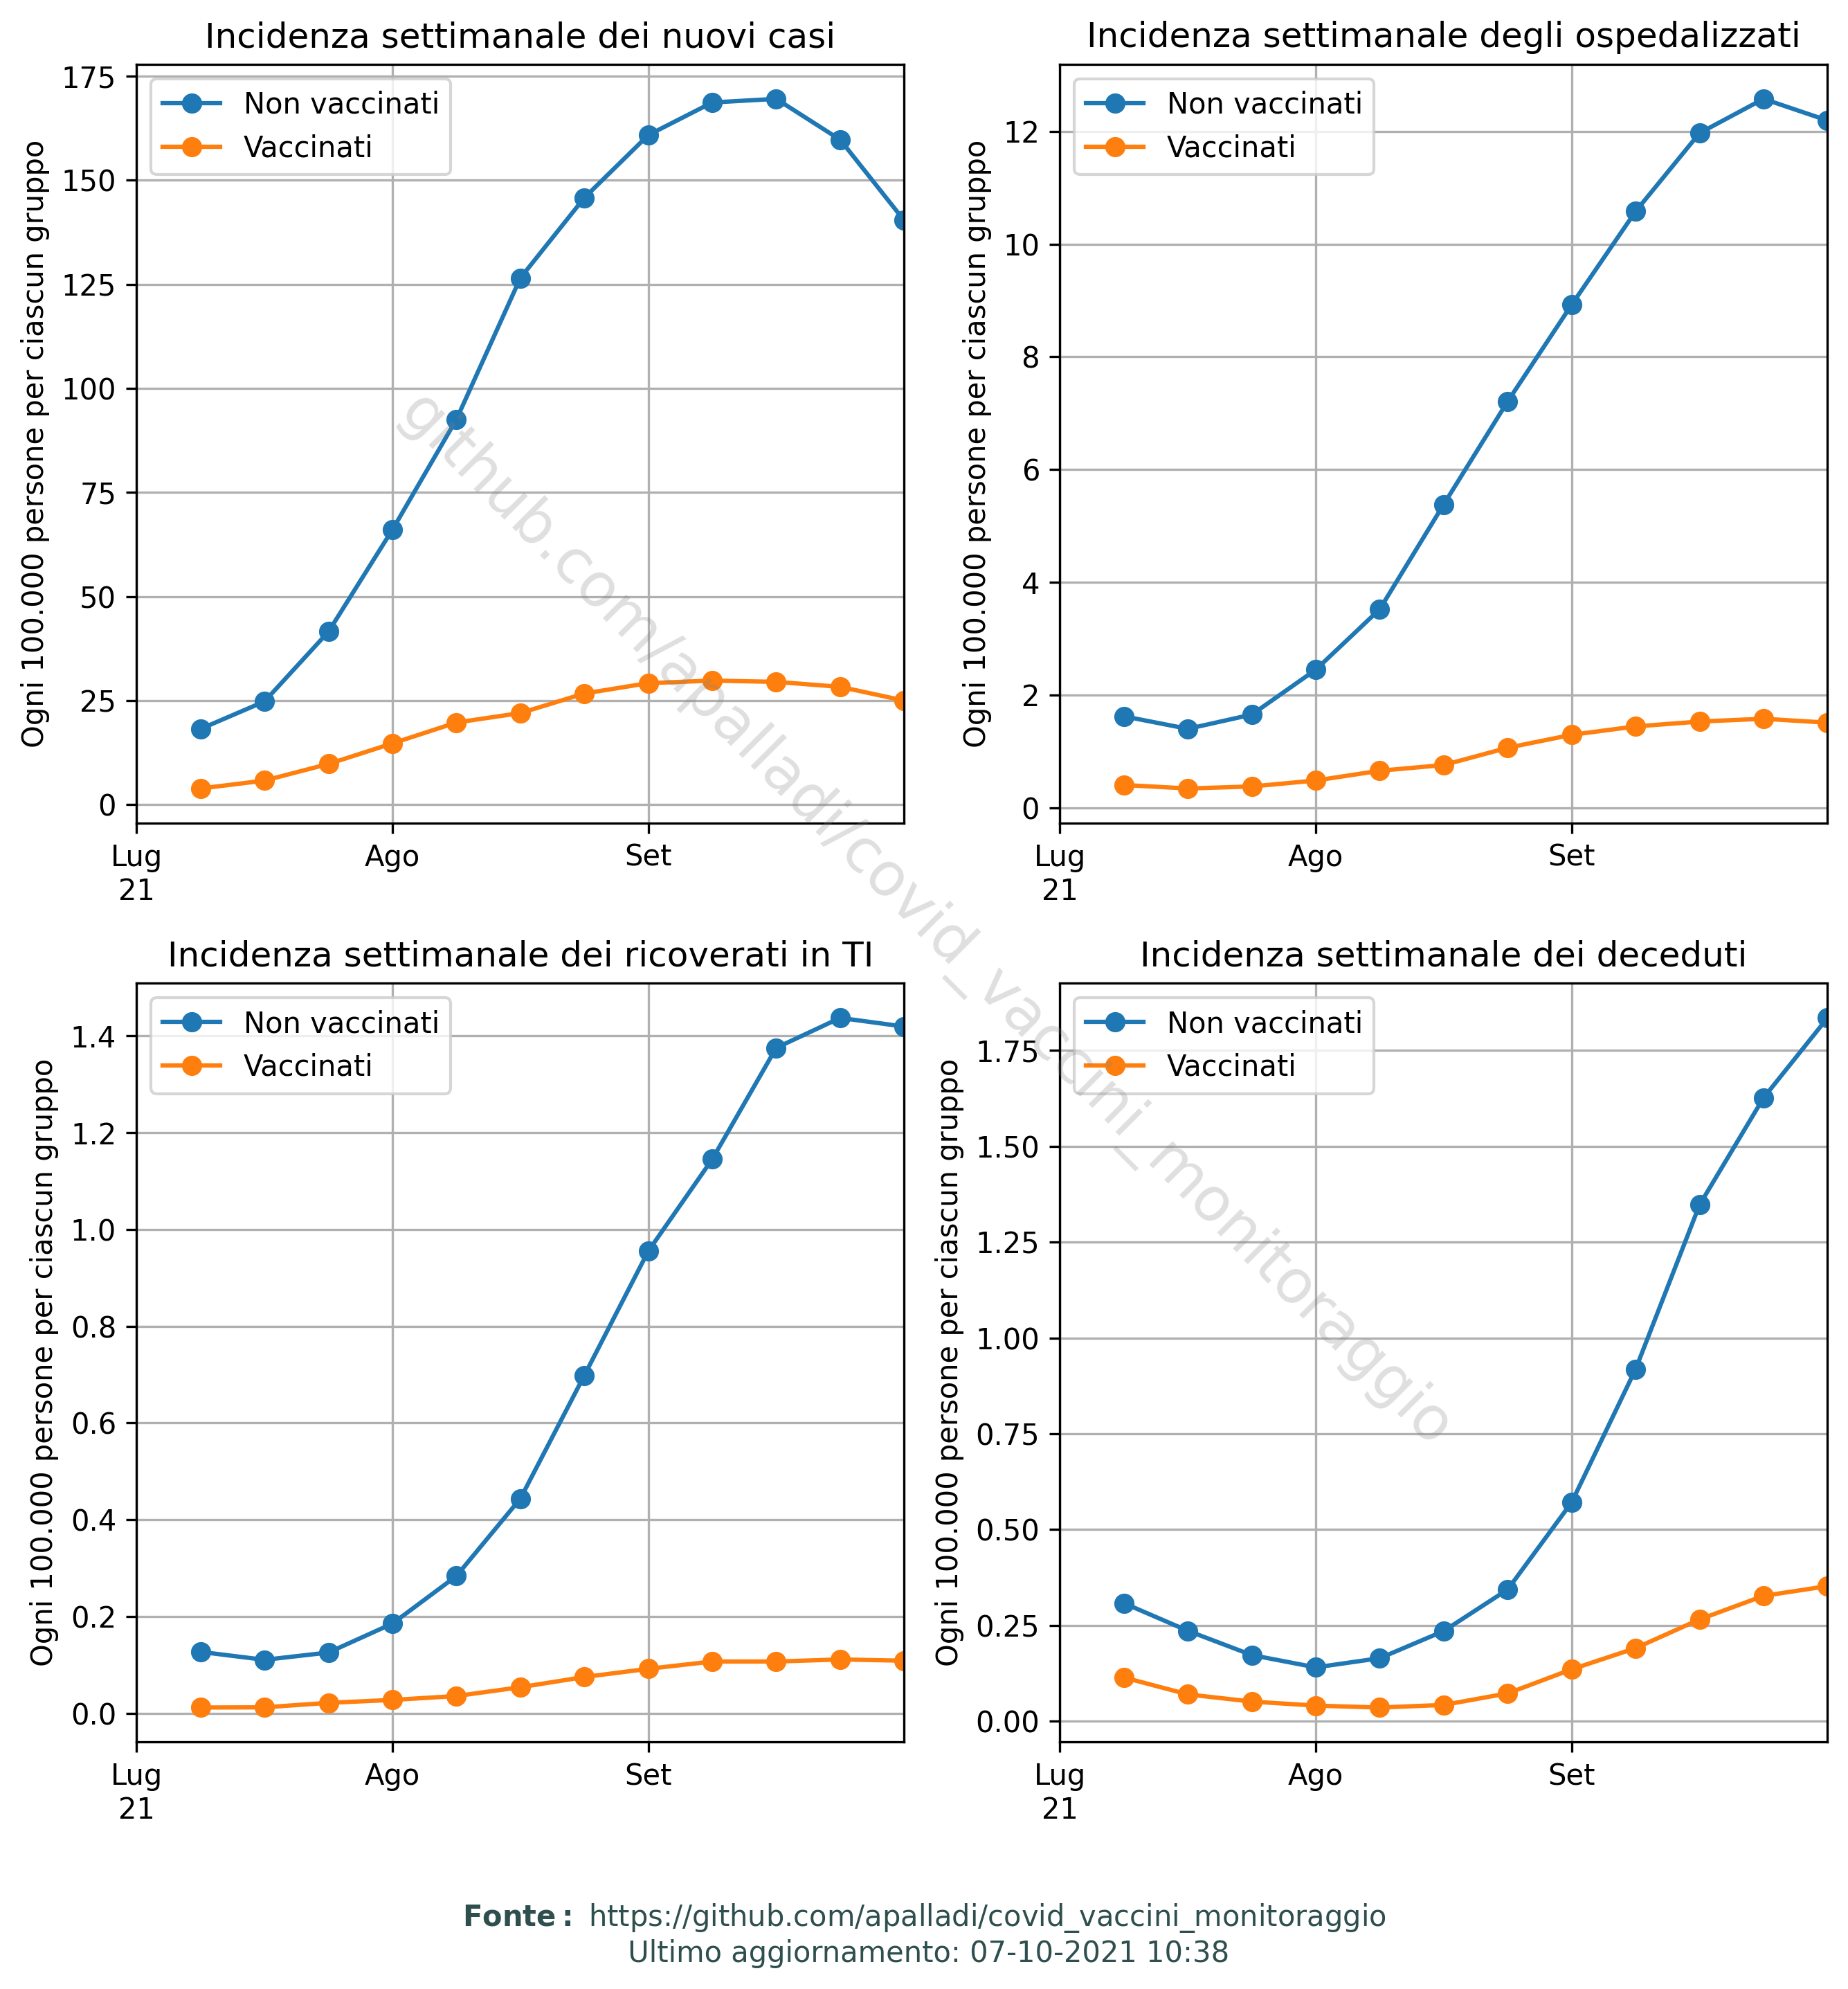 Incidenza settimanale dei nuovi casi
Ogni 100.000 persone per ciascun gruppo
175
150
125
100
75
50
25
0
Non vaccinati
Vaccinati
Lug
21
Ago
Set
Incidenza settimanale degli ospedalizzati
Ogni 100.000 persone per ciascun gruppo
12
10
8
6
4
2
0
Non vaccinati
Vaccinati
Lug
21
Ago
Set
Incidenza settimanale dei ricoverati in TI
Ogni 100.000 persone per ciascun gruppo
1.4
1.2
1.0
0.8
0.6
0.4
0.2
0.0
Non vaccinati
Vaccinati
Lug
21
Ago
Set
Incidenza settimanale dei deceduti
Ogni 100.000 persone per ciascun gruppo
1.75
1.50
1.25
1.00
0.75
0.50
0.25
0.00
Non vaccinati
Vaccinati
Lug
21
Ago
Set
github.com/apalladi/covid_vaccini_monitoraggio
Fonte: https://github.com/apalladi/covid_vaccini_monitoraggio
Ultimo aggiornamento: 07-10-2021 10:38